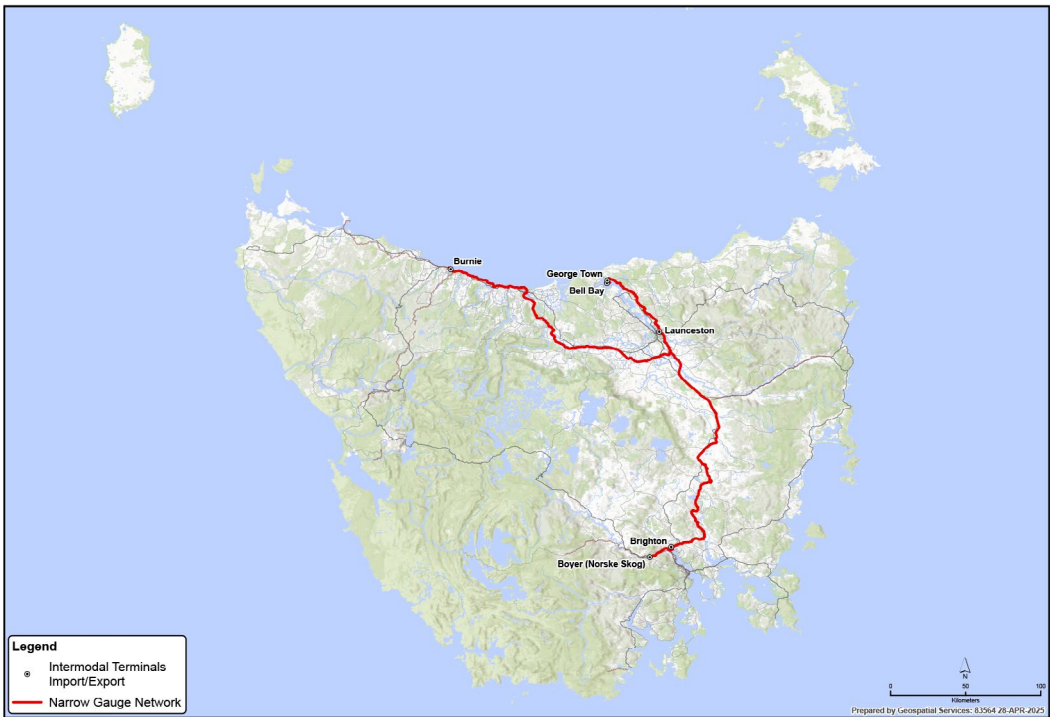 Burnie
George Town
Bell Bay
Launceston
Brighton
Boyer (Norske Skog)
Legend
Intermodal Terminals
Import/Export
Narrow Gauge Network
N
0 50 100
Kilometers
Prepared by Geospatial Services: 83564 28-APR-2025